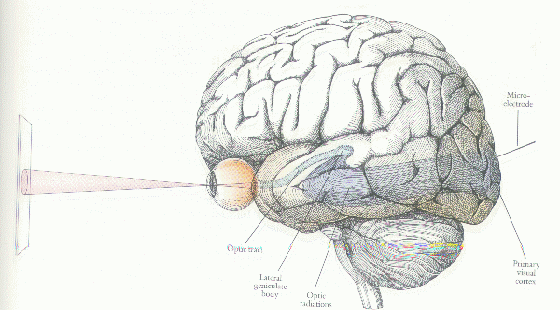 Micro-
electrode
Optic tract
Lateral
geniculate
body
Optic
radiations
Primary
visual
cortex